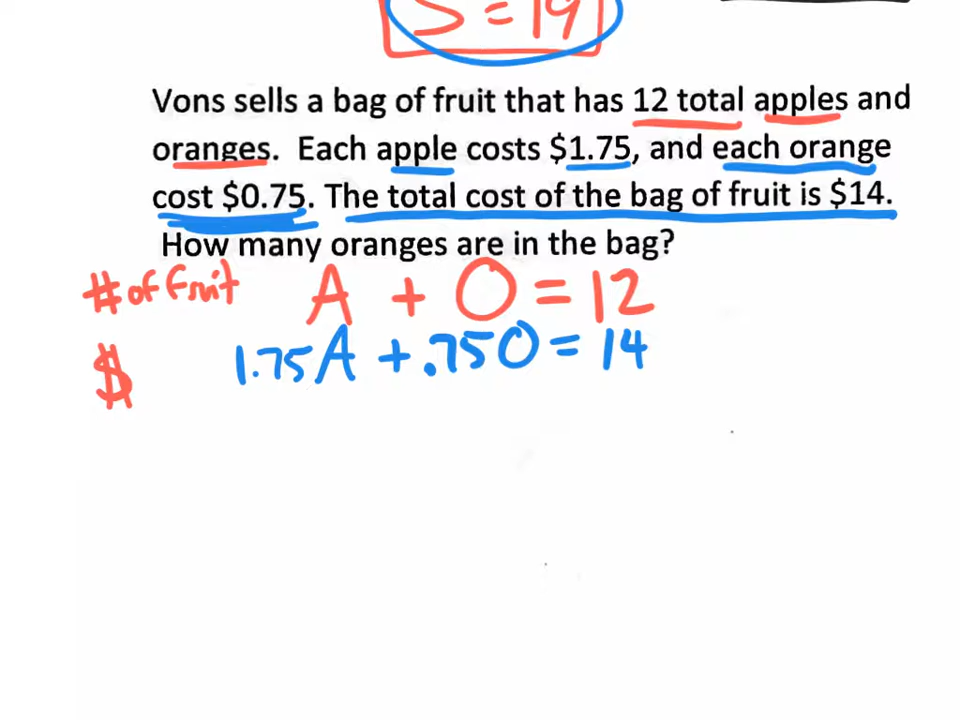 S = 19
Vons sells a bag of fruit that has 12 total apples and
oranges. Each apple costs $1.75, and each orange
cost $0.75. The total cost of the bag of fruit is $14.
How many oranges are in the bag?
# of Fruit A + O = 12
$ 1.75A + .75O = 14